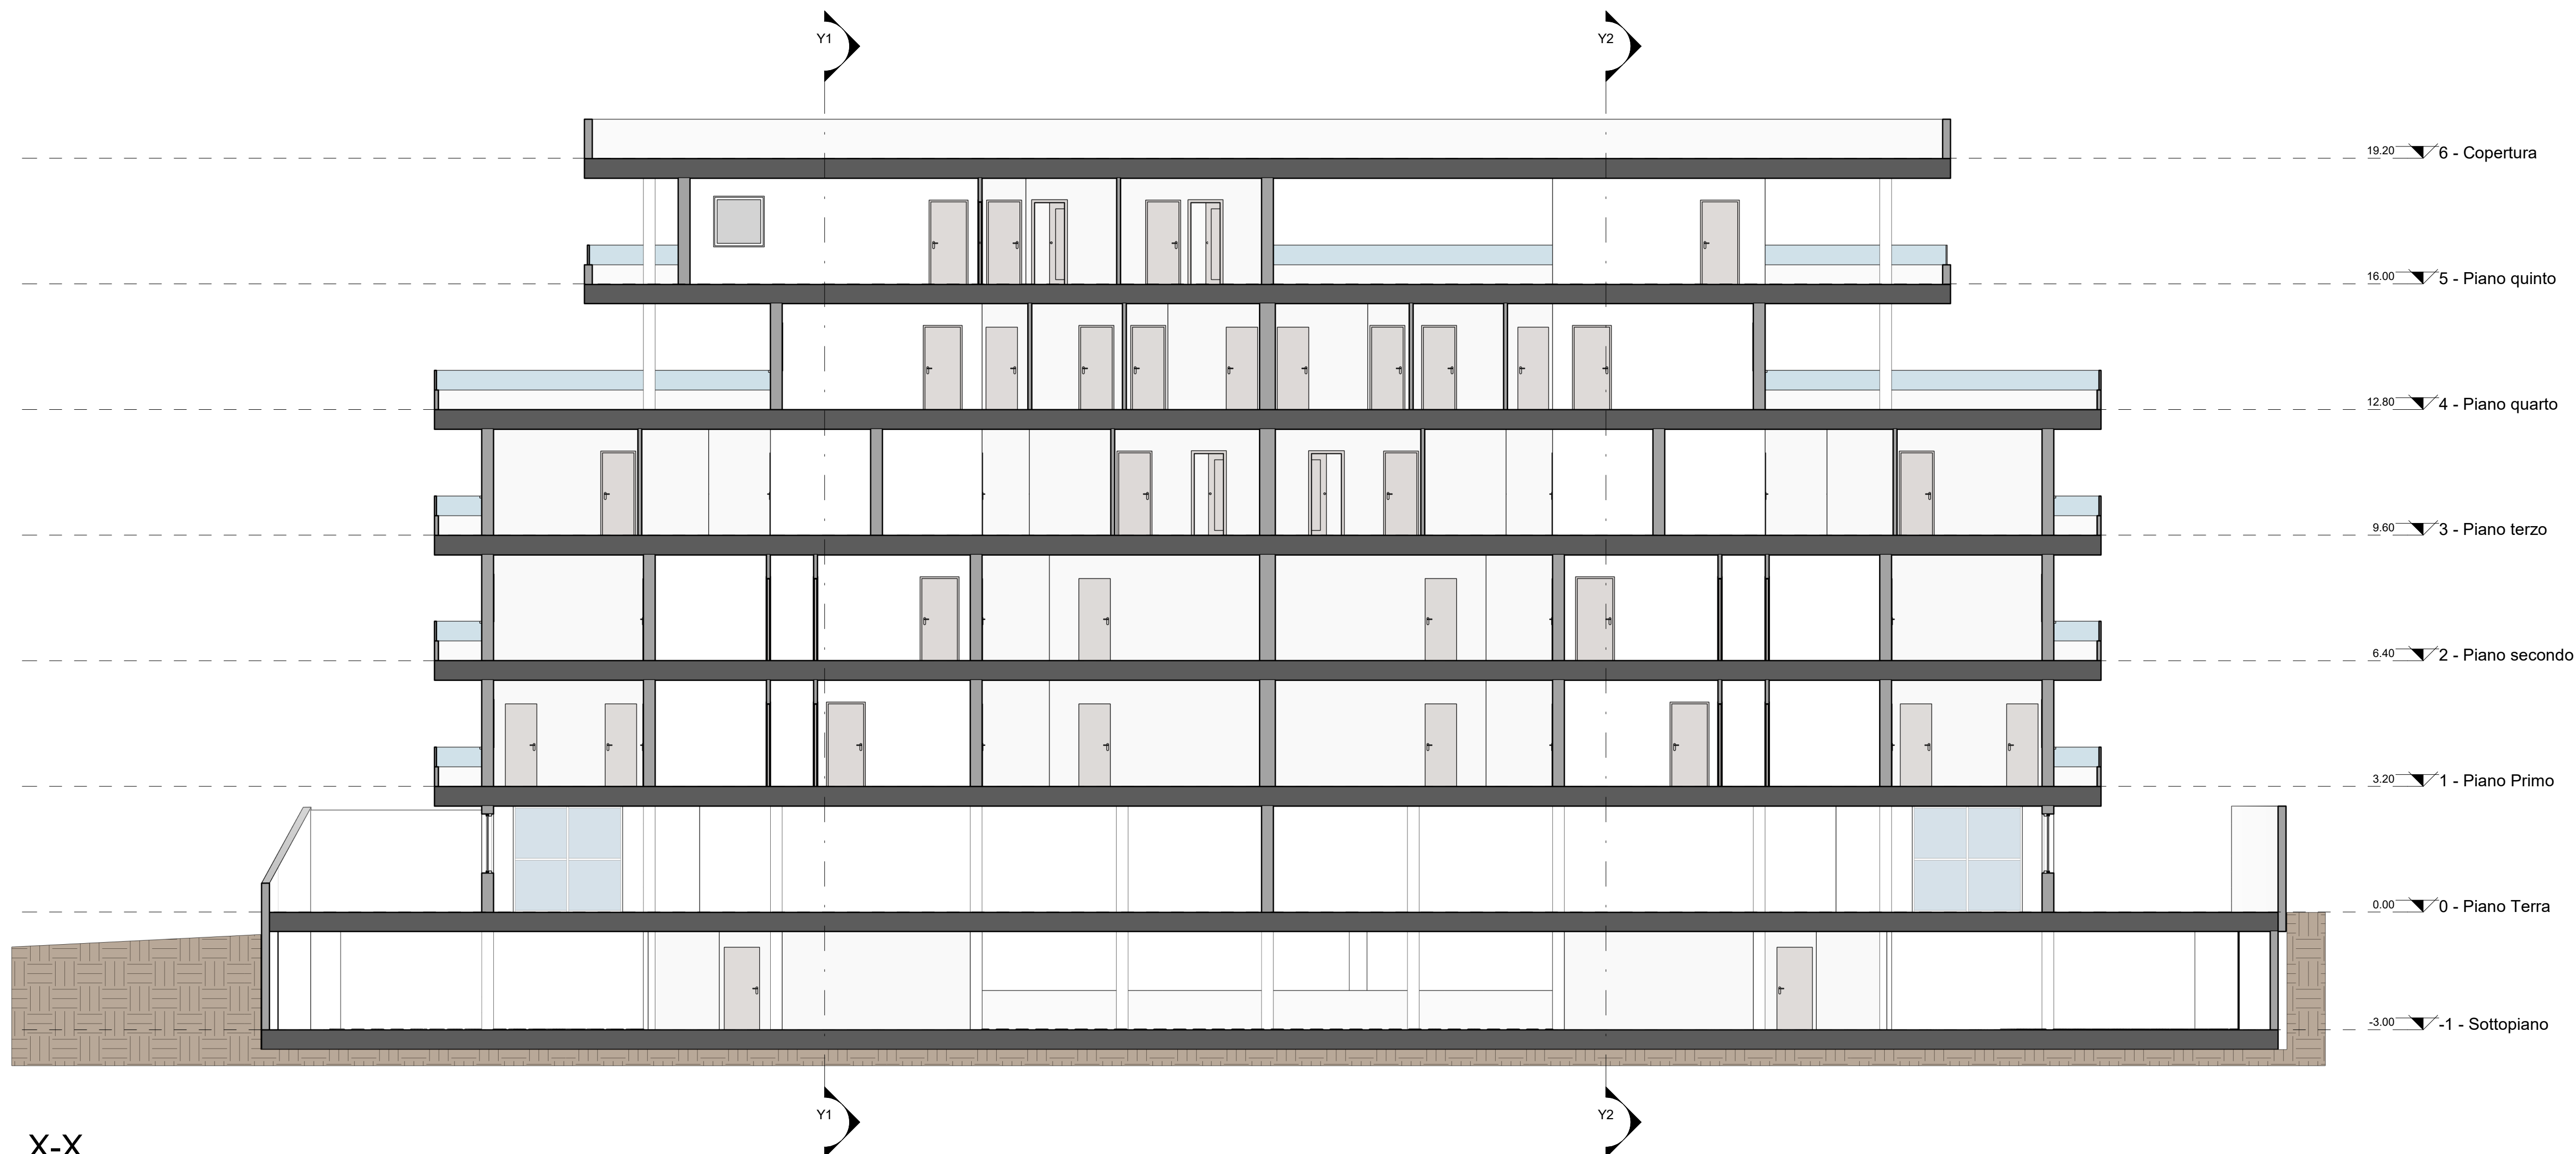 Y1 Y2
19.20 6 - Copertura
16.00 5 - Piano quinto
12.80 4 - Piano quarto
9.60 3 - Piano terzo
6.40 2 - Piano secondo
3.20 1 - Piano Primo
0.00 0 - Piano Terra
-3.00 -1 - Sottopiano
Y1 Y2
X-X